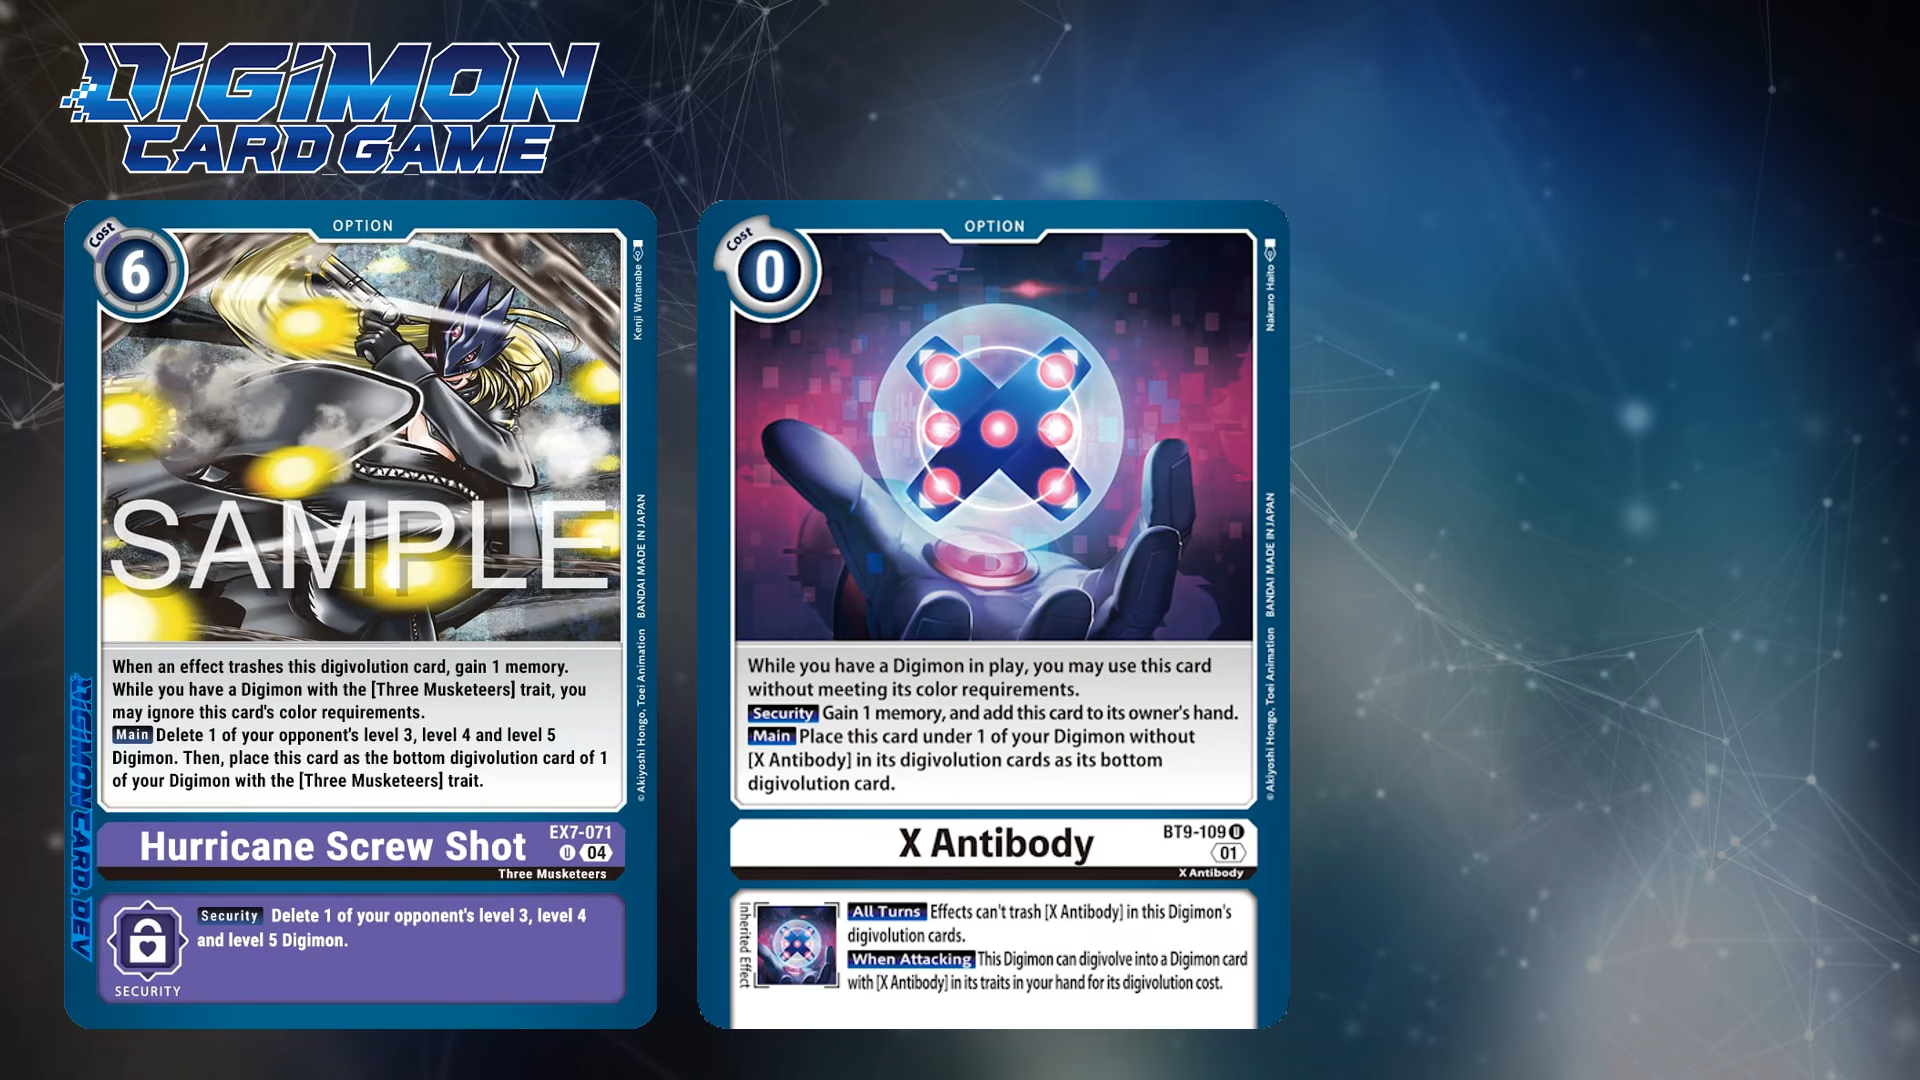 DIGIMON
CARD GAME
Cost
6
OPTION
Kenji Watanabe
SAMPLE
BANDAI MADE IN JAPAN
©Akiyoshi Hongo, Toei Animation
When an effect trashes this digivolution card, gain 1 memory.
While you have a Digimon with the [Three Musketeers] trait, you
may ignore this card's color requirements.
Main Delete 1 of your opponent's level 3, level 4 and level 5
Digimon. Then, place this card as the bottom digivolution card of 1
of your Digimon with the [Three Musketeers] trait.
DIGIMONCARD.DEV
Hurricane Screw Shot
EX7-071
U 04
Three Musketeers
Security Delete 1 of your opponent's level 3, level 4
and level 5 Digimon.
SECURITY
Cost
0
OPTION
Nakano Haito
BANDAI MADE IN JAPAN
©Akiyoshi Hongo, Toei Animation
While you have a Digimon in play, you may use this card
without meeting its color requirements.
Security Gain 1 memory, and add this card to its owner's hand.
Main Place this card under 1 of your Digimon without
[X Antibody] in its digivolution cards as its bottom
digivolution card.
X Antibody
BT9-109 U
01
X Antibody
Inherited Effect
All Turns Effects can't trash [X Antibody] in this Digimon's
digivolution cards.
When Attacking This Digimon can digivolve into a Digimon card
with [X Antibody] in its traits in your hand for its digivolution cost.